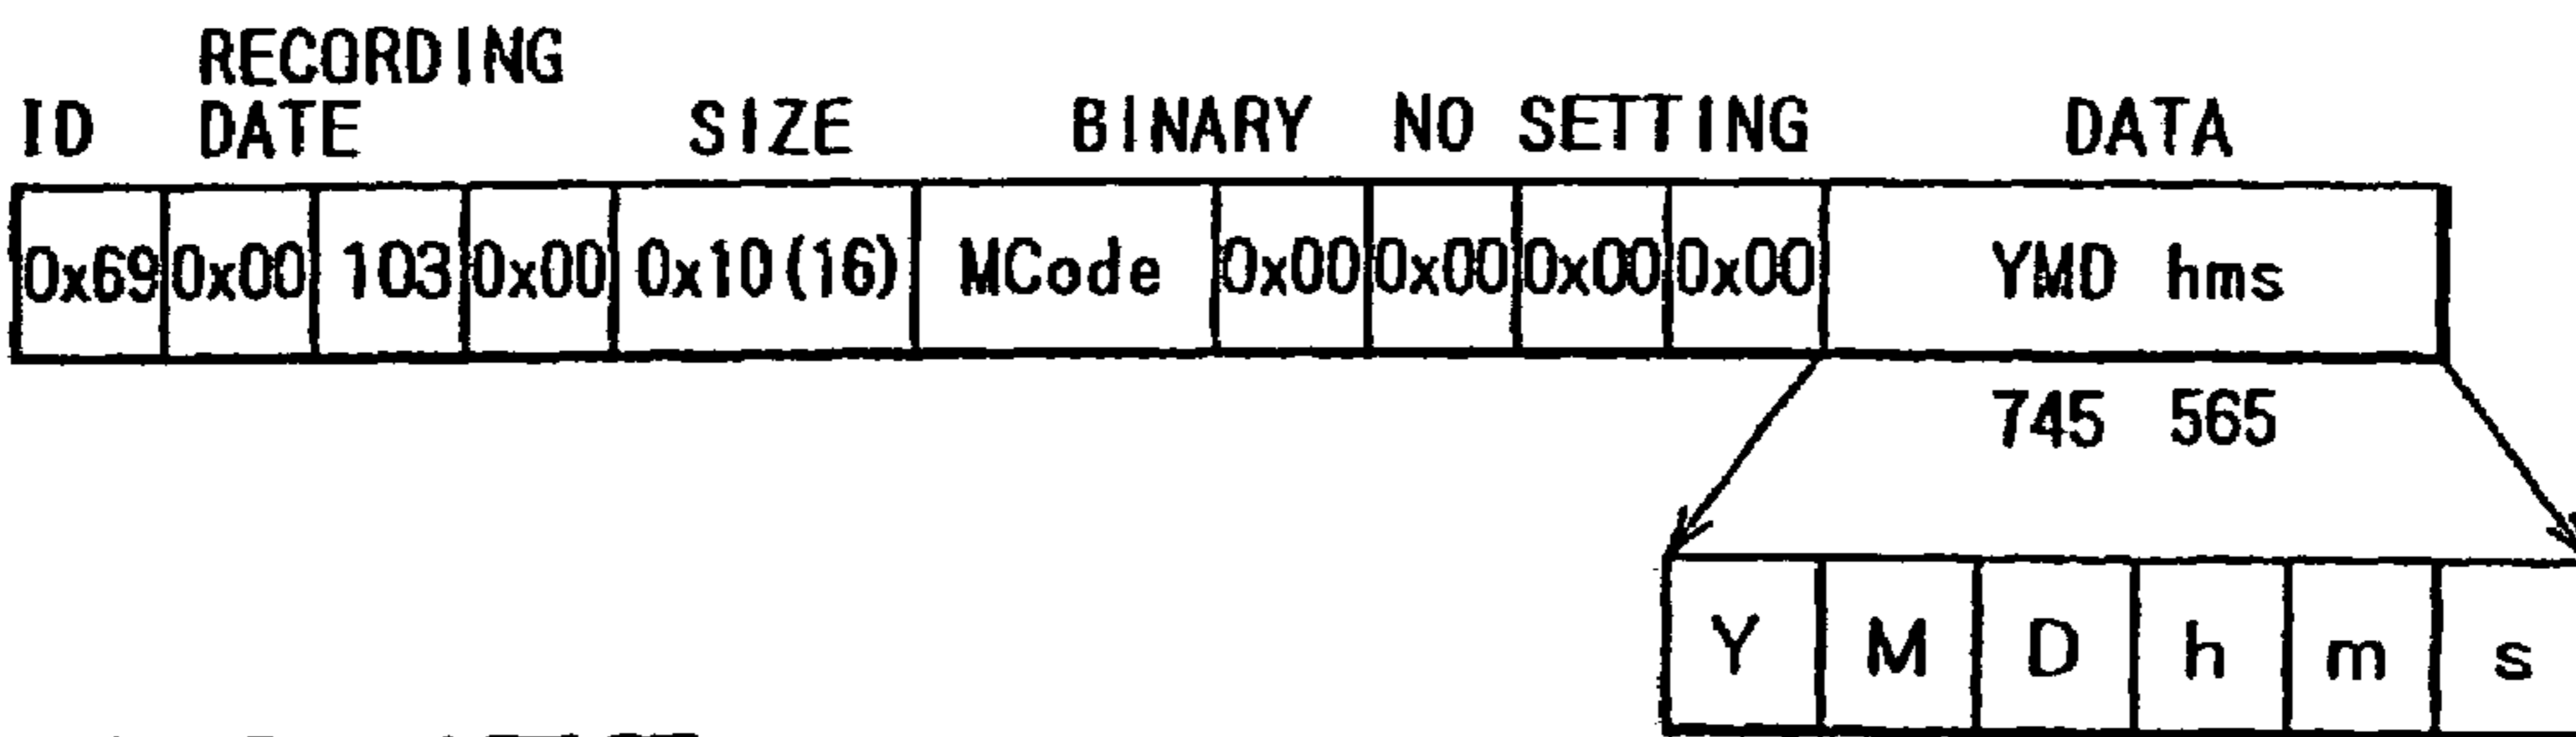 RECORDING
ID DATE SIZE BINARY NO SETTING DATA
0x69 0x00 103 0x00 0x10(16) MCode 0x00 0x00 0x00 0x00 YMD hms
745 565
Y M D h m s